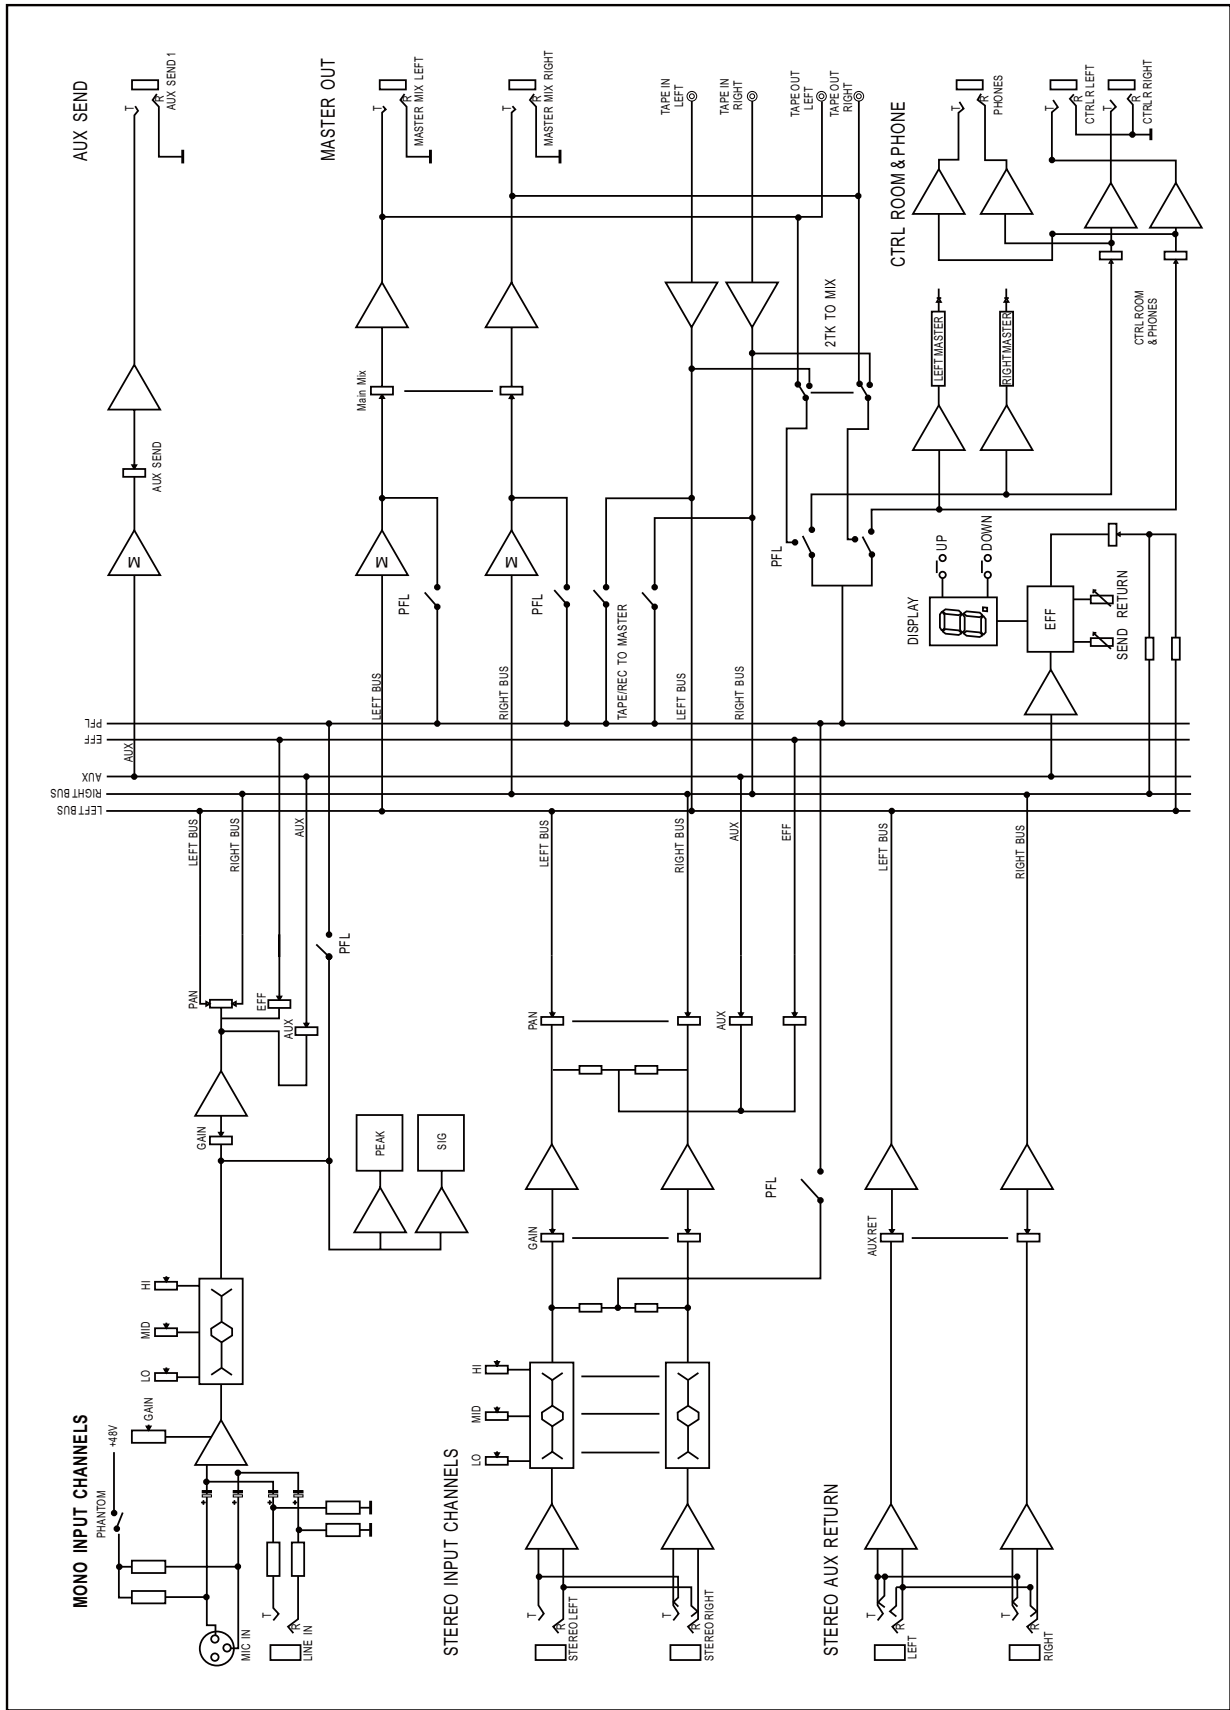 MONO INPUT CHANNELS
PHANTOM
+48V
GAIN
MIC IN
T
R
LINE IN
LO
MID
HI
GAIN
PEAK
SIG
PAN
EFF
AUX
PFL
LEFT BUS
RIGHT BUS
AUX
STEREO INPUT CHANNELS
T
R
STEREO LEFT
T
R
STEREO RIGHT
LO
MID
HI
GAIN
PFL
PAN
AUX
LEFT BUS
RIGHT BUS
AUX
EFF
STEREO AUX RETURN
T
R
LEFT
T
R
RIGHT
AUX RET
LEFT BUS
RIGHT BUS
LEFT BUS
RIGHT BUS
AUX
EFF
PFL
AUX
M
AUX SEND
AUX SEND
T
R
AUX SEND 1
LEFT BUS
M
PFL
Main Mix
MASTER OUT
T
R
MASTER MIX LEFT
RIGHT BUS
M
PFL
T
R
MASTER MIX RIGHT
TAPE/REC TO MASTER
LEFT BUS
RIGHT BUS
TAPE IN
LEFT
TAPE IN
RIGHT
TAPE OUT
LEFT
TAPE OUT
RIGHT
2TK TO MIX
PFL
LEFT MASTER
RIGHT MASTER
CTRL ROOM & PHONE
T
R
PHONES
T
R
CTRL R LEFT
T
R
CTRL R RIGHT
CTRL ROOM
& PHONES
DISPLAY
UP
DOWN
EFF
SEND RETURN